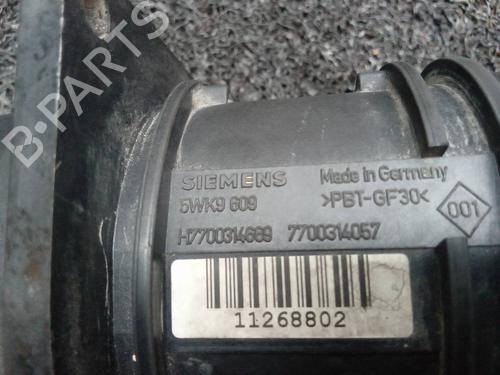 B-PARTS
SIEMENS
5WK9 609
Made in Germany
>PBT-GF30<
001
H7700314669 7700314057
11268802